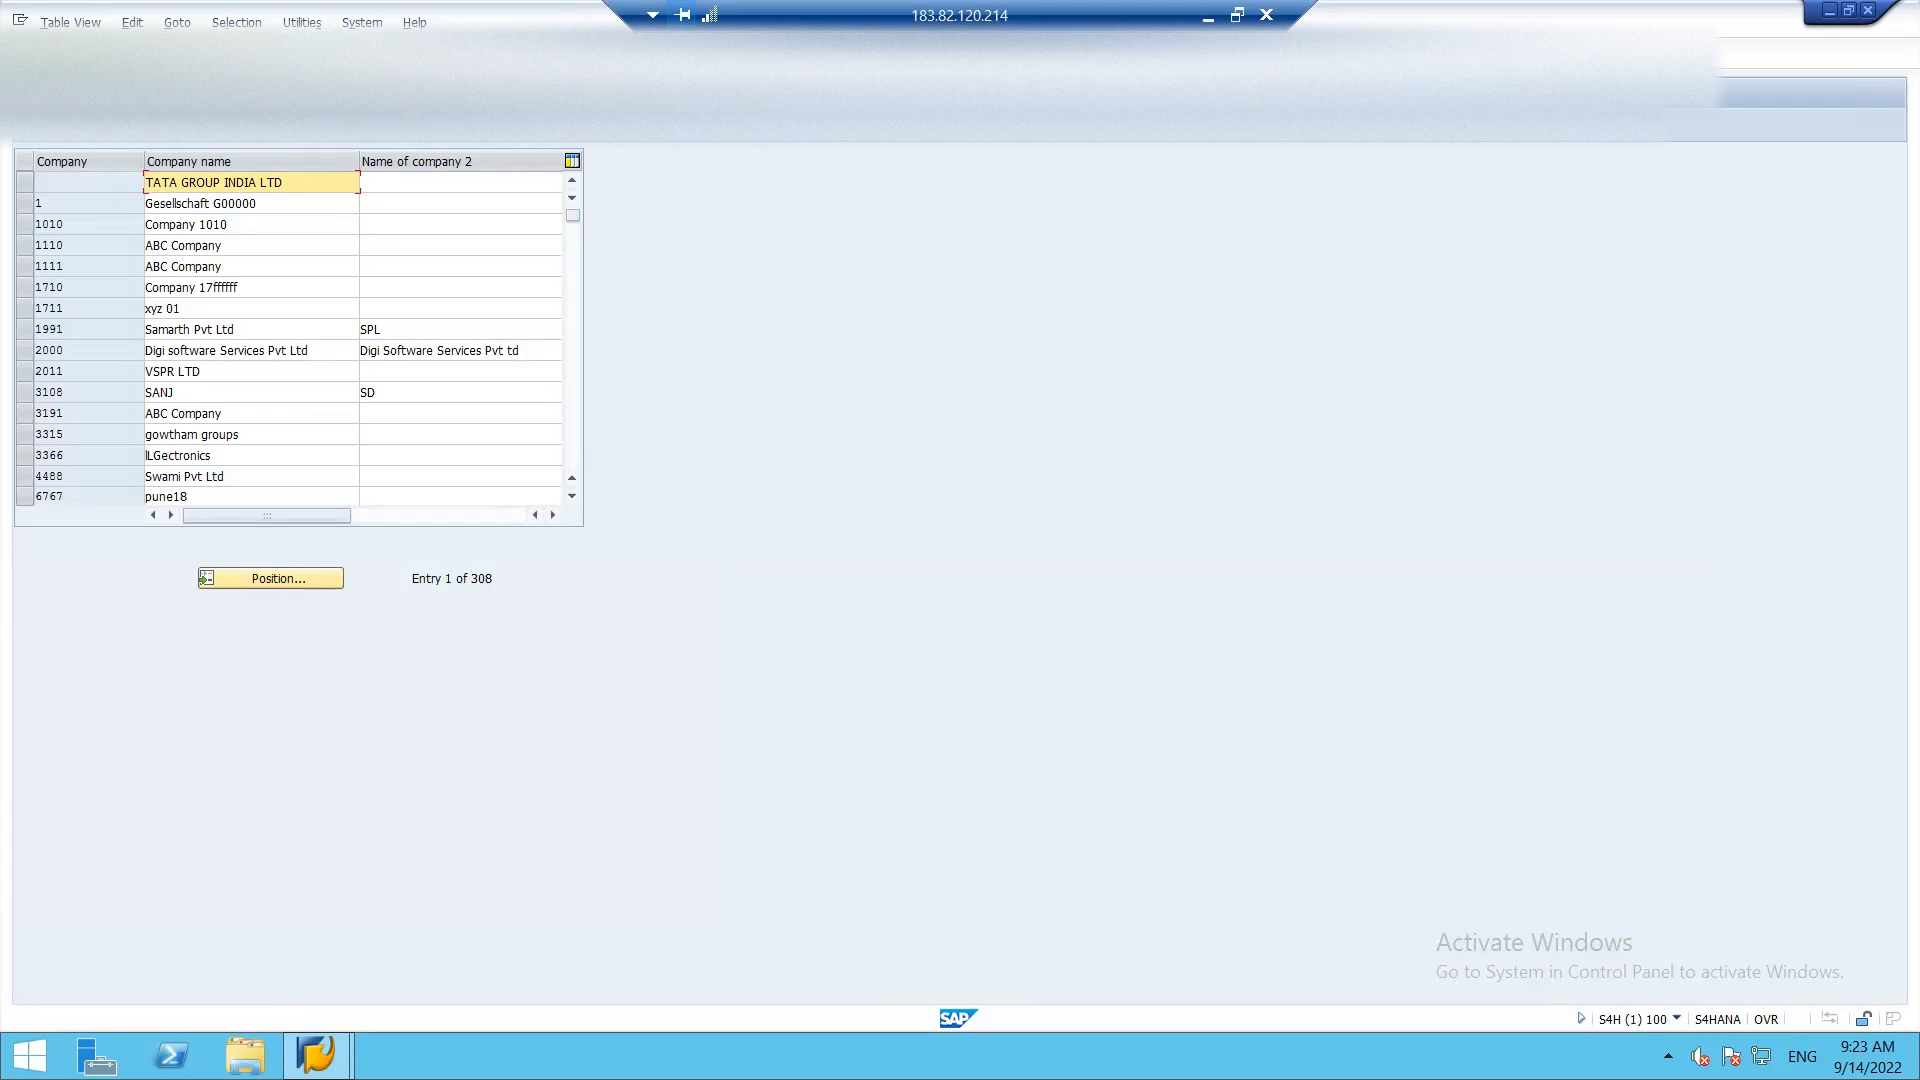 Table View Edit Goto Selection Utilities System Help
183.82.120.214
Company Company name Name of company 2
TATA GROUP INDIA LTD
1 Gesellschaft G00000
1010 Company 1010
1110 ABC Company
1111 ABC Company
1710 Company 17ffffff
1711 xyz 01
1991 Samarth Pvt Ltd SPL
2000 Digi software Services Pvt Ltd Digi Software Services Pvt td
2011 VSPR LTD
3108 SANJ SD
3191 ABC Company
3315 gowtham groups
3366 lLGectronics
4488 Swami Pvt Ltd
6767 pune18
Position... Entry 1 of 308
Activate Windows
Go to System in Control Panel to activate Windows.
SAP S4H (1) 100 S4HANA OVR
ENG 9:23 AM
9/14/2022